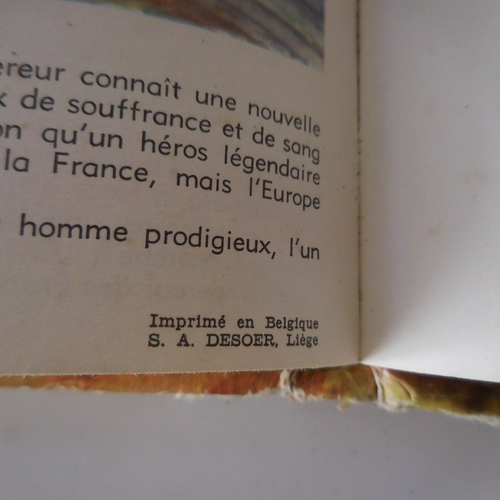 ereur connaît une nouvelle
x de souffrance et de sang
on qu'un héros légendaire
la France, mais l'Europe
homme prodigieux, l'un
Imprimé en Belgique
S. A. DESOER, Liège